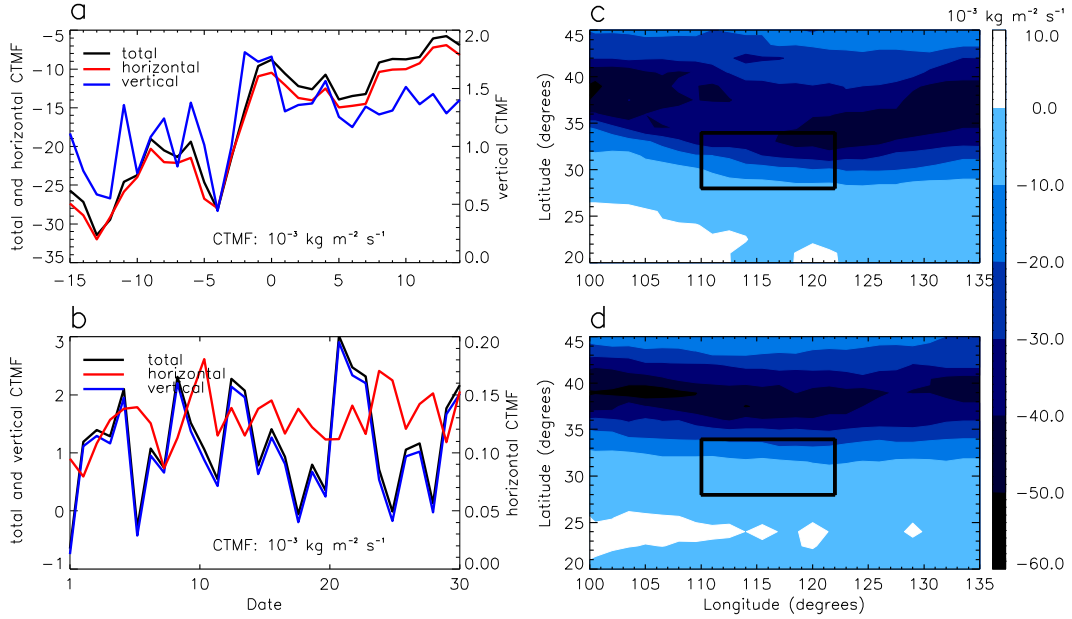 a
total
horizontal
vertical
CTMF: 10⁻³ kg m⁻² s⁻¹
total and horizontal CTMF
-5
-10
-15
-20
-25
-30
-35
vertical CTMF
2.0
1.5
1.0
0.5
0.0
-15 -10 -5 0 5 10
c
Latitude (degrees)
45
40
35
30
25
20
100 105 110 115 120 125 130 135
10⁻³ kg m⁻² s⁻¹
10.0
0.0
-10.0
-20.0
-30.0
-40.0
-50.0
-60.0
b
total
horizontal
vertical
CTMF: 10⁻³ kg m⁻² s⁻¹
total and vertical CTMF
3
2
1
0
-1
horizontal CTMF
0.20
0.15
0.10
0.05
0.00
1 10 20 30
Date
d
Latitude (degrees)
45
40
35
30
25
20
100 105 110 115 120 125 130 135
Longitude (degrees)